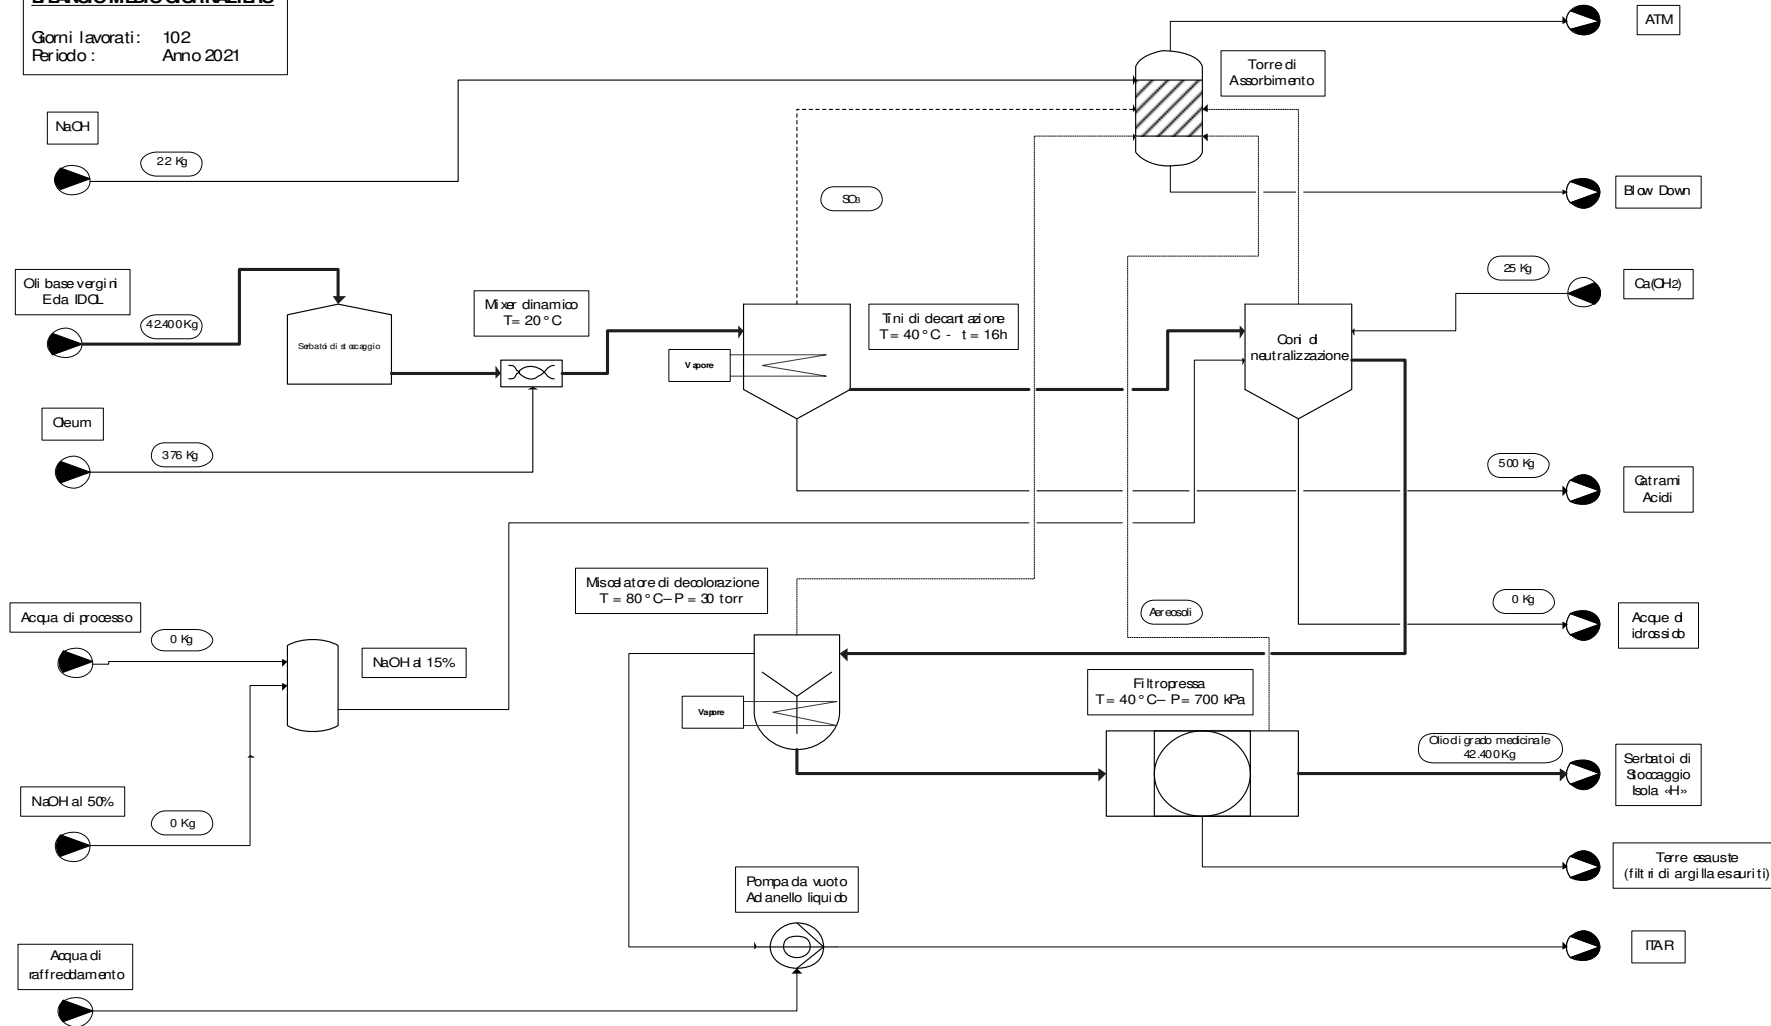 BILANCIO MEDIO GIORNALIERO
Giorni lavorati: 102
Periodo : Anno 2021
ATM
Torre di
Assorbimento
NaOH
22 Kg
SO3
Blow Down
Oli base vergini
E da IDOL
42.400 Kg
Serbatoi di stoccaggio
Mixer dinamico
T= 20°C
Tini di decantazione
T= 40°C - t = 16h
Vapore
Coni di
neutralizzazione
25 Kg
Ca(OH2)
Oleum
376 Kg
500 Kg
Catrami
Acidi
Miscelatore di decolorazione
T = 80°C– P = 30 torr
Aereosoli
0 Kg
Acque di
idrossido
Acqua di processo
0 Kg
NaOH al 15%
Vapore
Filtropressa
T= 40°C– P= 700 kPa
Olio di grado medicinale
42.400 Kg
Serbatoi di
Stoccaggio
Isola «H»
NaOH al 50%
0 Kg
Terre esauste
(filtri di argilla esauriti)
Pompa da vuoto
Ad anello liquido
ITAR
Acqua di
raffreddamento